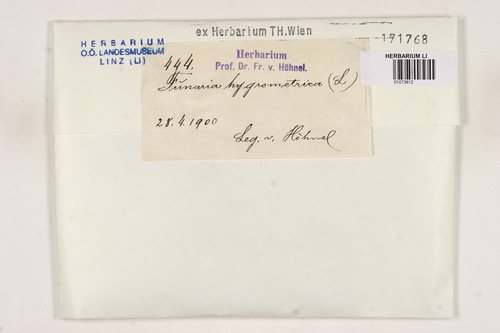 ex Herbarium TH.Wien
HERBARIUM
O.Ö. LANDESMUSEUM
LINZ (LI)
-171768
HERBARIUM LI
01073612
444.
Herbarium
Prof. Dr. Fr. v. Höhnel.
Funaria hygrometrica (L)
28.4.1900
Leg. v. Höhnel